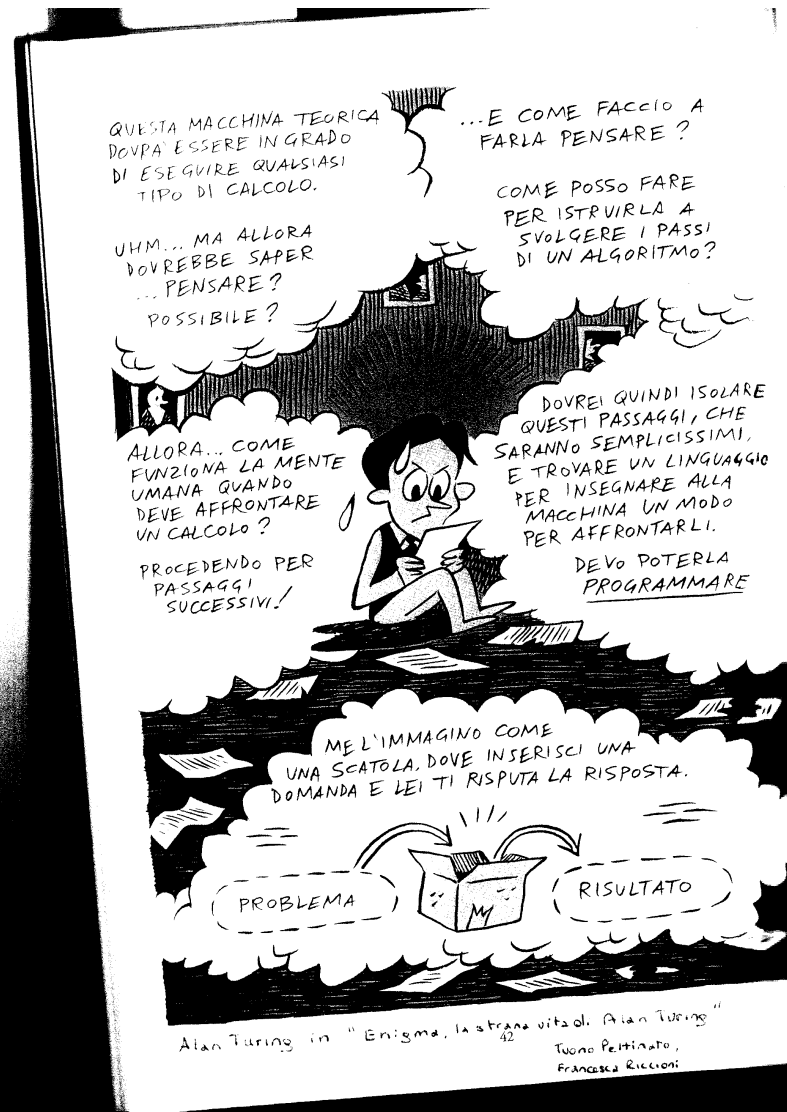 QUESTA MACCHINA TEORICA
DOVRÀ ESSERE IN GRADO
DI ESEGUIRE QUALSIASI
TIPO DI CALCOLO.
UHM... MA ALLORA
DOVREBBE SAPER
...PENSARE?
POSSIBILE?
...E COME FACCIO A
FARLA PENSARE?
COME POSSO FARE
PER ISTRUIRLA A
SVOLGERE I PASSI
DI UN ALGORITMO?
ALLORA... COME
FUNZIONA LA MENTE
UMANA QUANDO
DEVE AFFRONTARE
UN CALCOLO?
PROCEDENDO PER
PASSAGGI
SUCCESSIVI!
DOVREI QUINDI ISOLARE
QUESTI PASSAGGI, CHE
SARANNO SEMPLICISSIMI,
E TROVARE UN LINGUAGGIO
PER INSEGNARE ALLA
MACCHINA UN MODO
PER AFFRONTARLI.
DEVO POTERLA
PROGRAMMARE
ME L'IMMAGINO COME
UNA SCATOLA, DOVE INSERISCI UNA
DOMANDA E LEI TI RISPUTA LA RISPOSTA.
PROBLEMA
RISULTATO
Alan Turing in "Enigma, la strana vita di Alan Turing"
42
Tuono Pettinato,
Francesca Riccioni